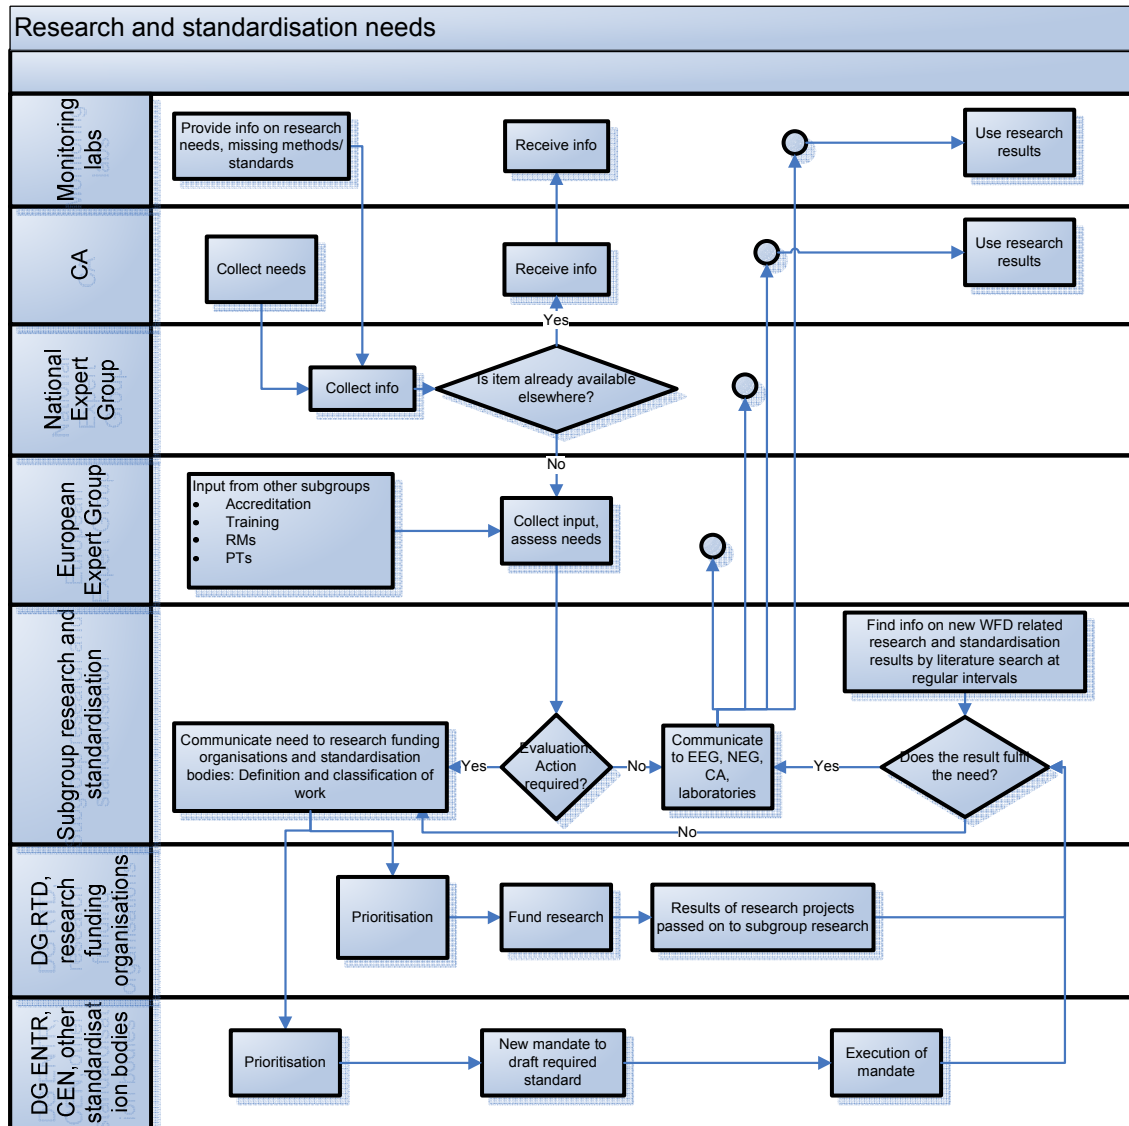 Research and standardisation needs
Monitoring
labs
Provide info on research
needs, missing methods/
standards
Receive info
Use research
results
CA
Collect needs
Receive info
Use research
results
Yes
National
Expert
Group
Collect info
Is item already available
elsewhere?
No
European
Expert Group
Input from other subgroups
• Accreditation
• Training
• RMs
• PTs
Collect input,
assess needs
Subgroup research and
standardisation
Find info on new WFD related
research and standardisation
results by literature search at
regular intervals
Communicate need to research funding
organisations and standardisation
bodies: Definition and classification of
work
Yes
Evaluation:
Action
required?
No
Communicate
to EEG, NEG,
CA,
laboratories
Yes
Does the result fulfil
the need?
No
DG RTD,
research
funding
organisations
Prioritisation
Fund research
Results of research projects
passed on to subgroup research
DG ENTR,
CEN, other
standardisat
ion bodies
Prioritisation
New mandate to
draft required
standard
Execution of
mandate